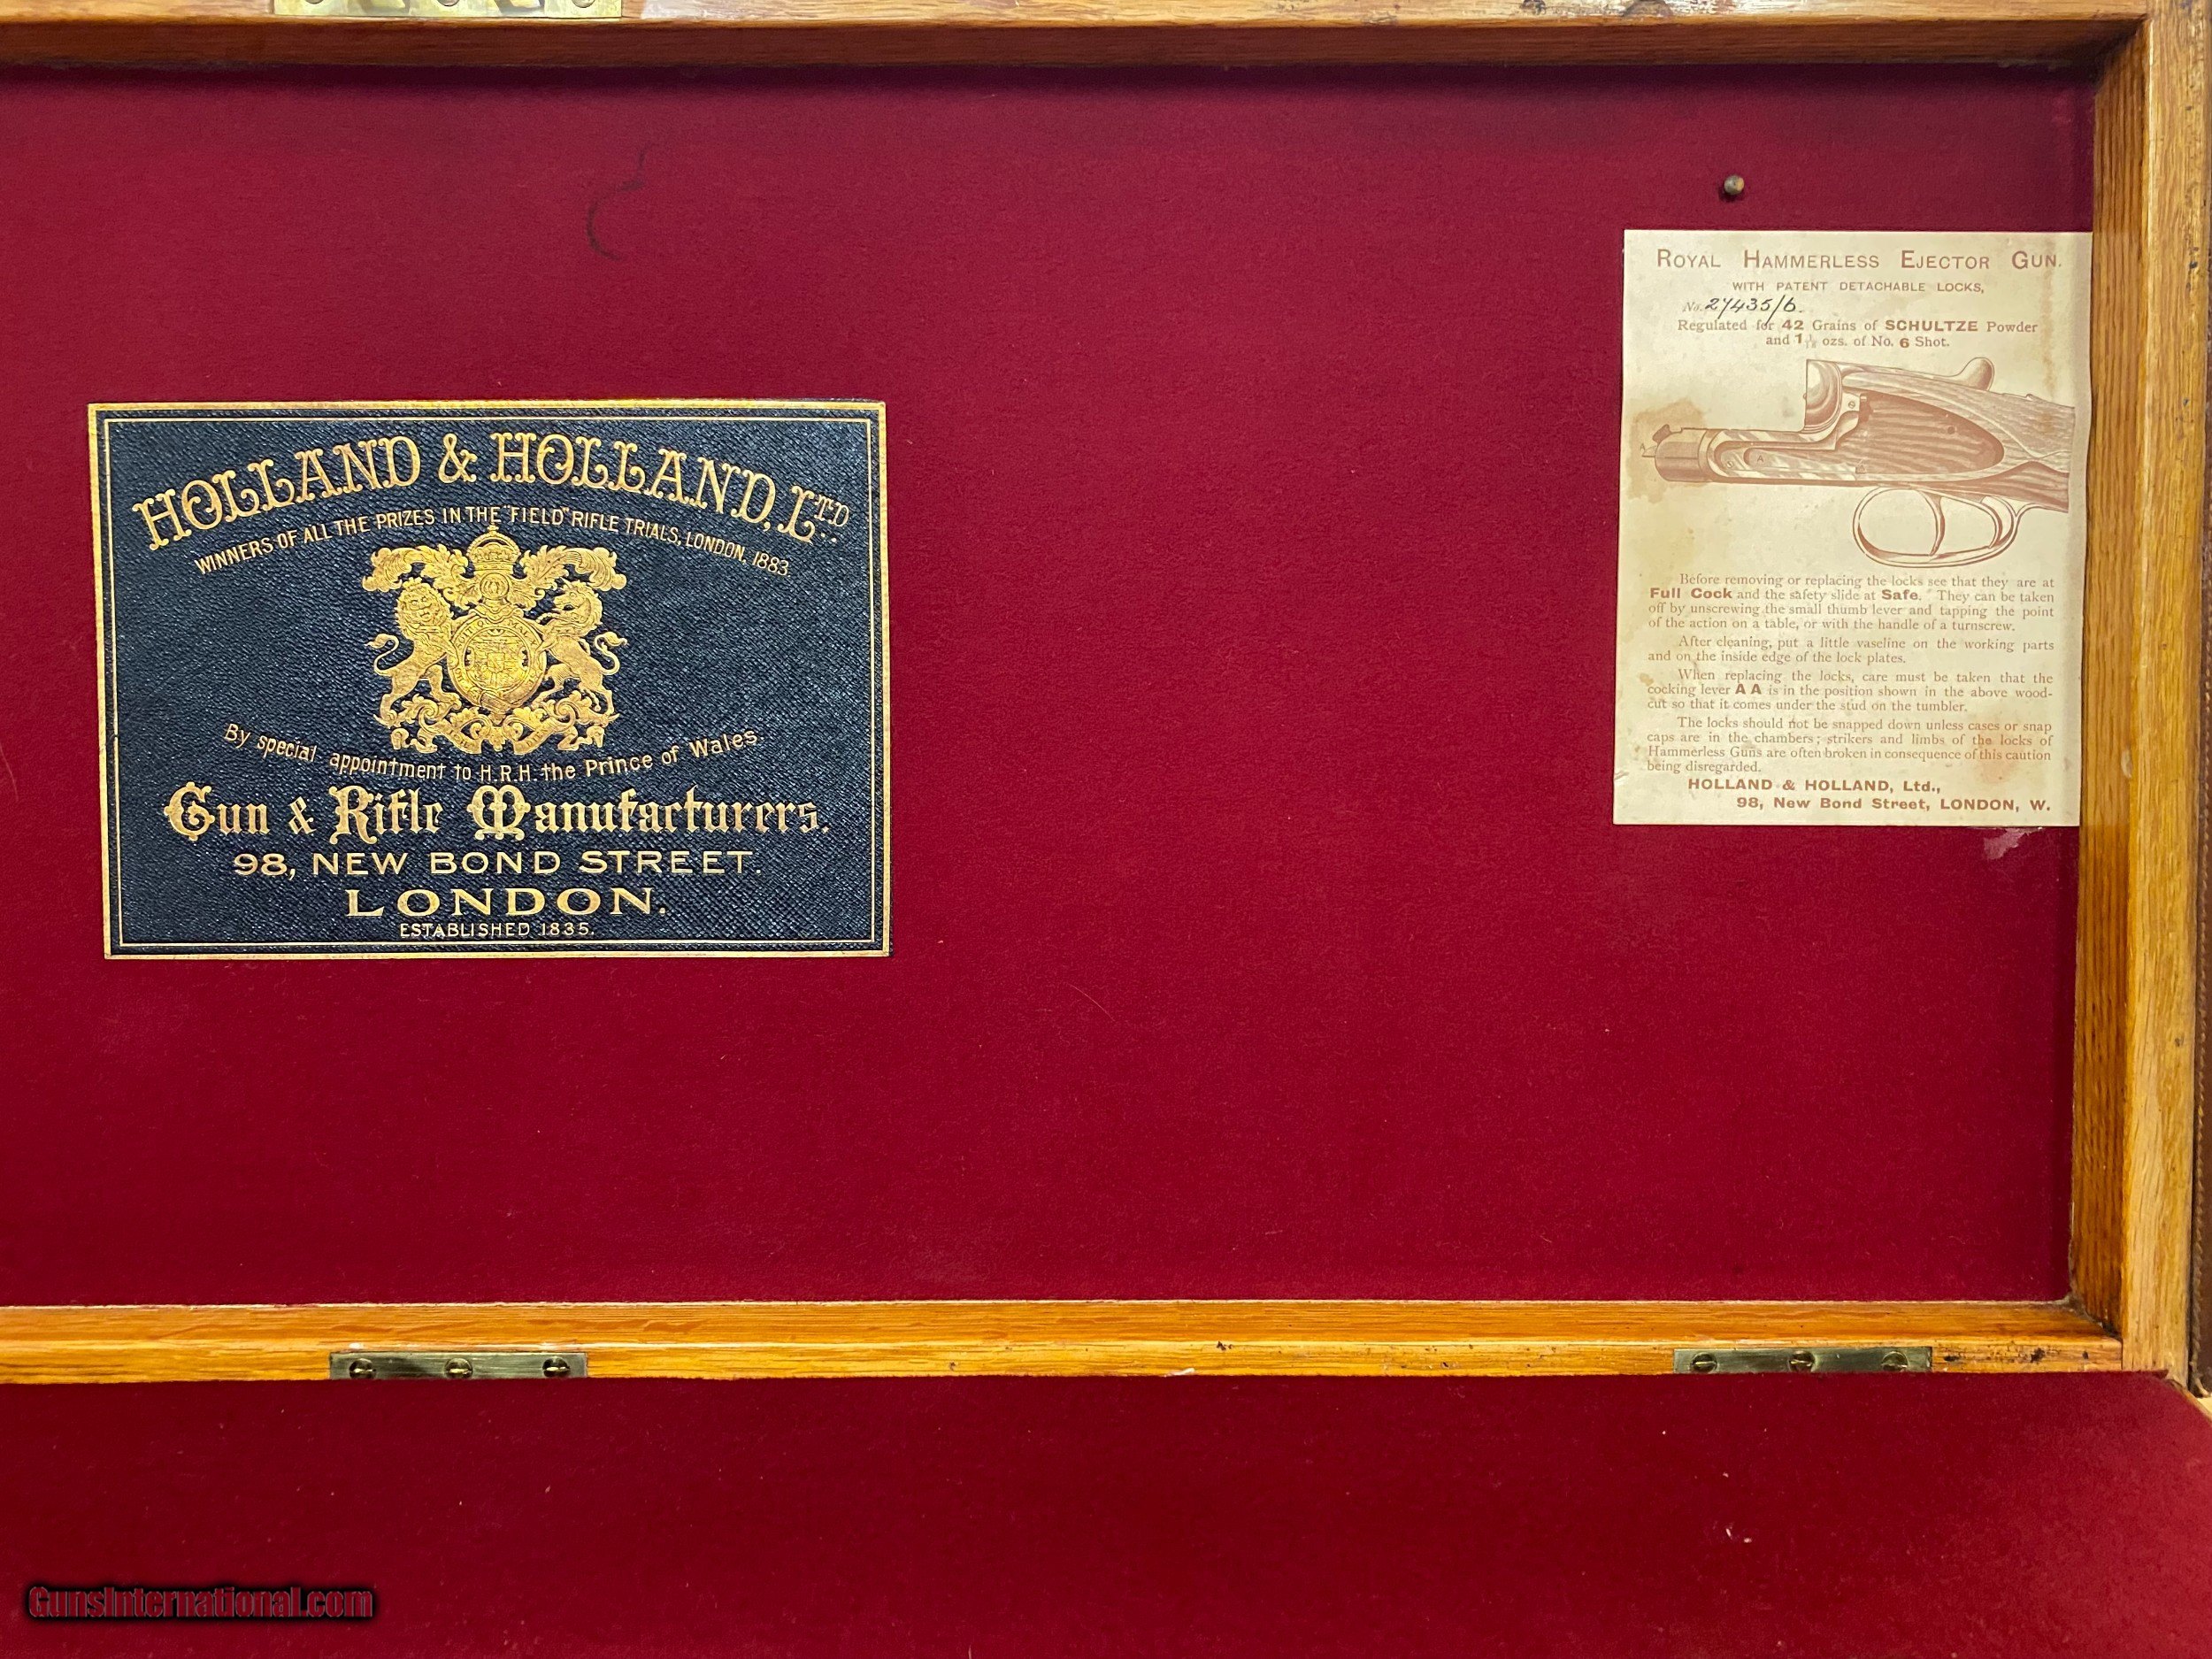 HOLLAND & HOLLAND, LTD.
WINNERS OF ALL THE PRIZES IN THE "FIELD" RIFLE TRIALS, LONDON, 1883.
By special appointment to H.R.H. the Prince of Wales.
Gun & Rifle Manufacturers.
98, NEW BOND STREET.
LONDON.
ESTABLISHED 1835.
ROYAL HAMMERLESS EJECTOR GUN.
WITH PATENT DETACHABLE LOCKS,
No. 27435/6.
Regulated for 42 Grains of SCHULTZE Powder
and 1 1/16 ozs. of No. 6 Shot.
A
A
Before removing or replacing the locks see that they are at
Full Cock and the safety slide at Safe. They can be taken
off by unscrewing the small thumb lever and tapping the point
of the action on a table, or with the handle of a turnscrew.
After cleaning, put a little vaseline on the working parts
and on the inside edge of the lock plates.
When replacing the locks, care must be taken that the
cocking lever A A is in the position shown in the above wood-
cut so that it comes under the stud on the tumbler.
The locks should not be snapped down unless cases or snap
caps are in the chambers; strikers and limbs of the locks of
Hammerless Guns are often broken in consequence of this caution
being disregarded.
HOLLAND & HOLLAND, Ltd.,
98, New Bond Street, LONDON, W.
GunsInternational.com